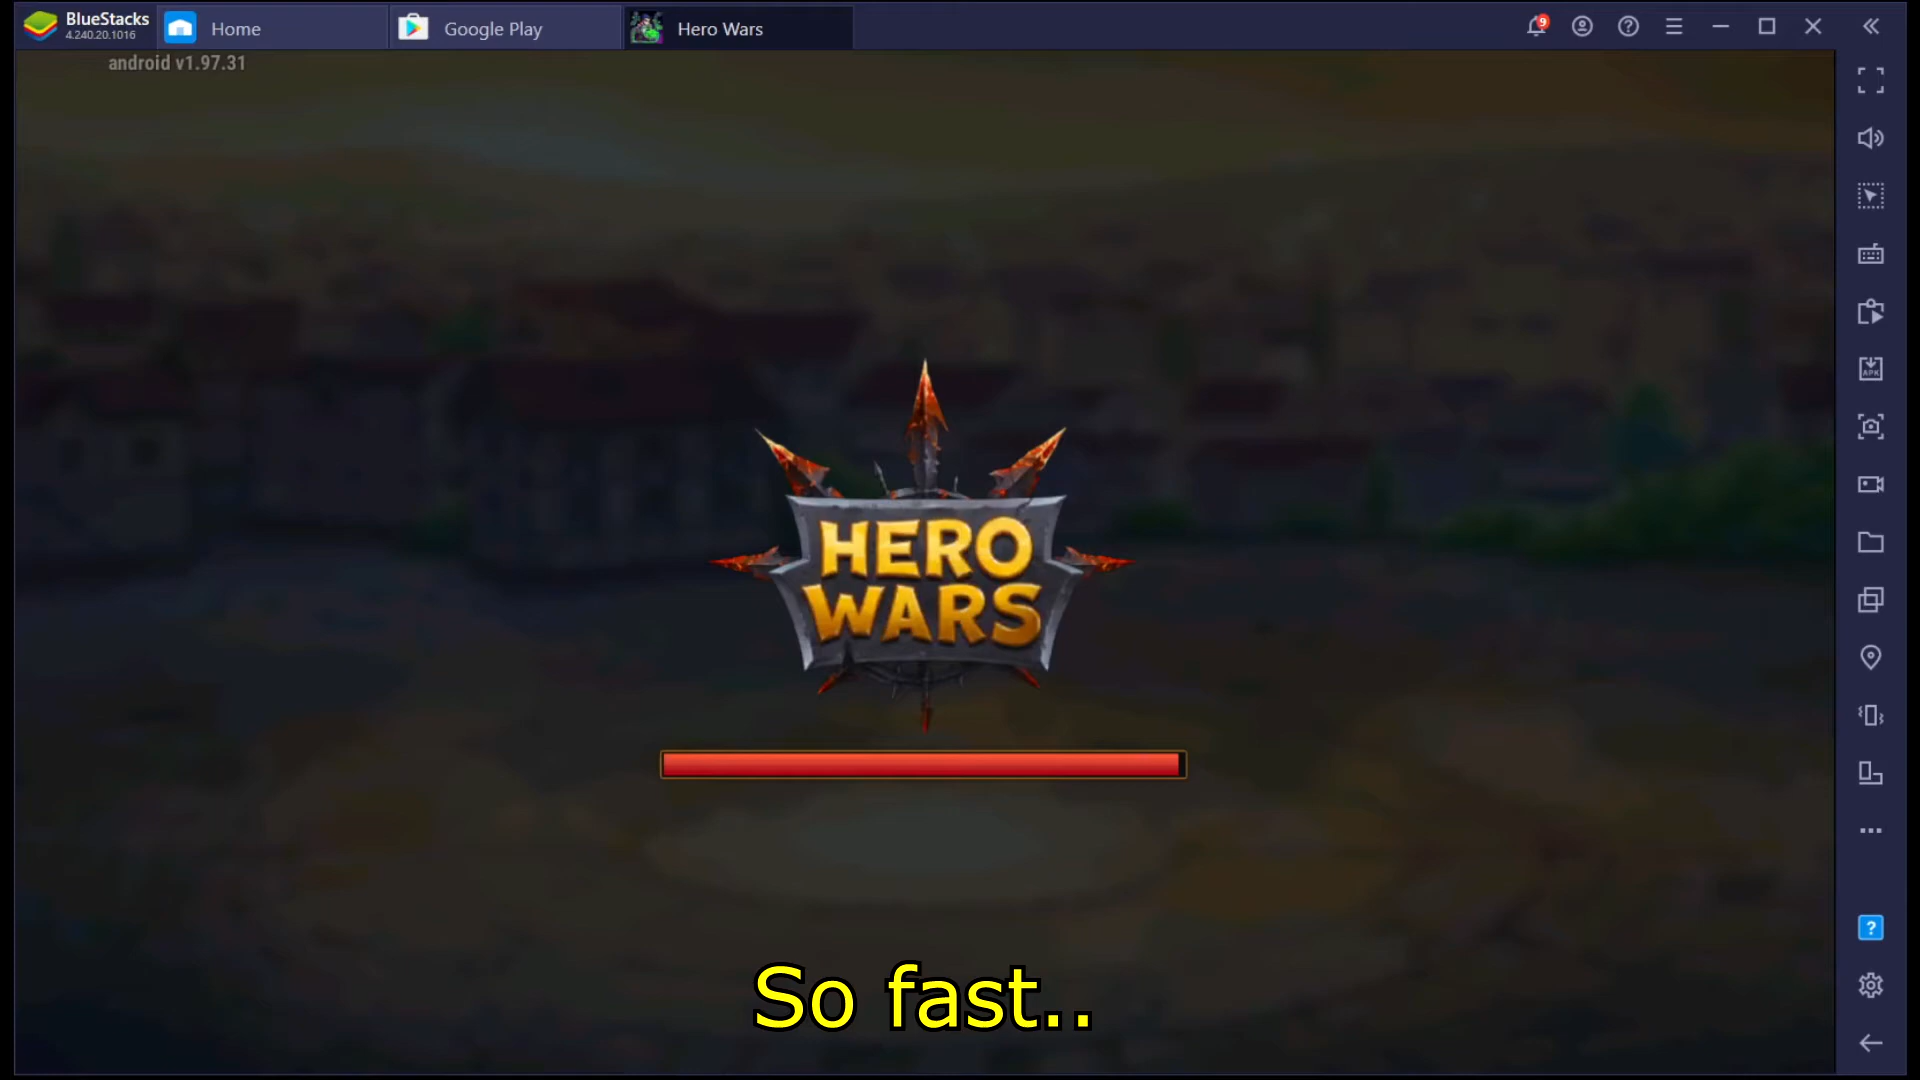 BlueStacks
4.240.20.1016
Home
Google Play
Hero Wars
9
android v1.97.31
APK
HERO
WARS
?
So fast..